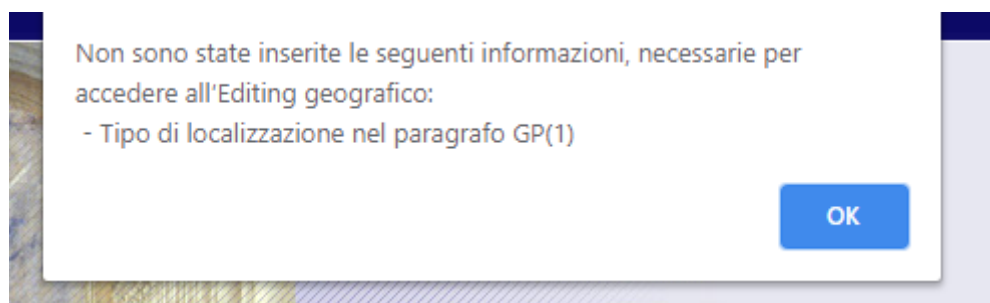 Non sono state inserite le seguenti informazioni, necessarie per
accedere all'Editing geografico:
- Tipo di localizzazione nel paragrafo GP(1)
OK